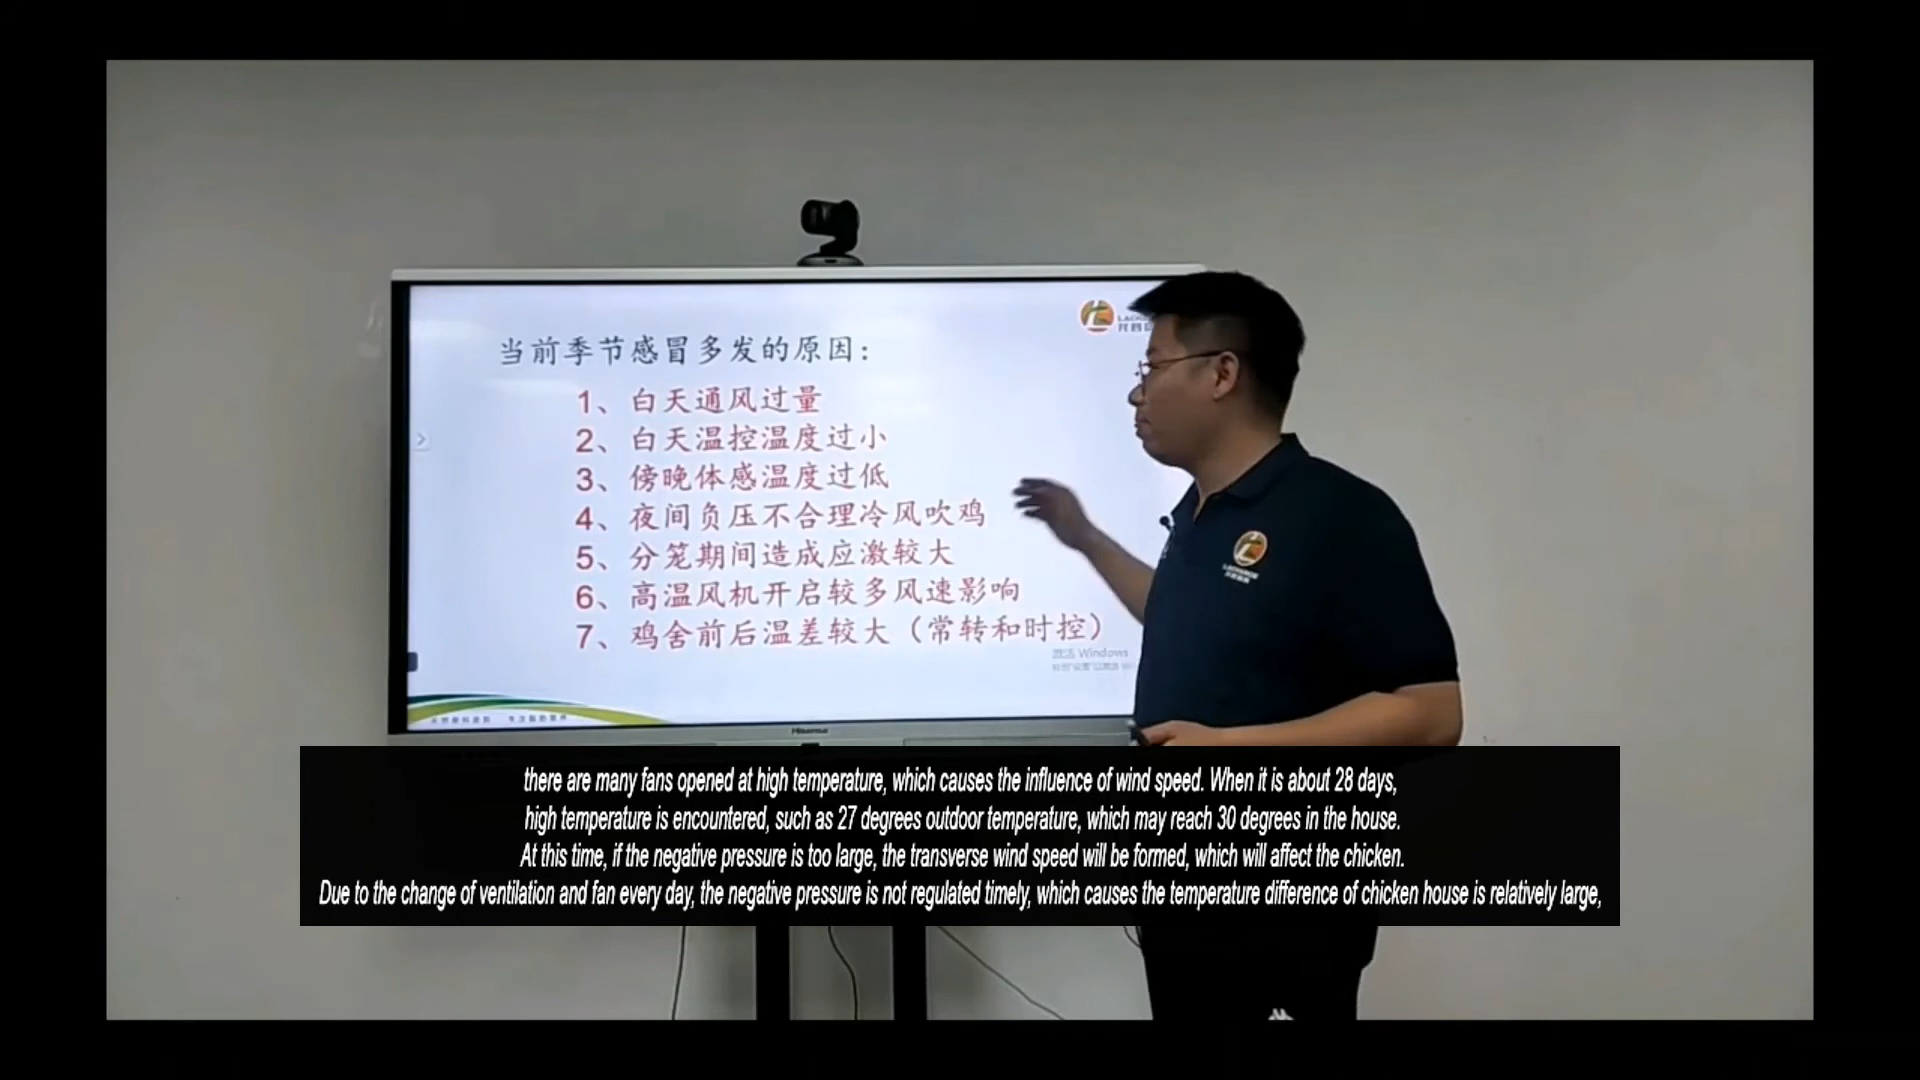 当前季节感冒多发的原因：
1、白天通风过量
2、白天温控温度过小
3、傍晚体感温度过低
4、夜间负压不合理冷风吹鸡
5、分笼期间造成应激较大
6、高温风机开启较多风速影响
7、鸡舍前后温差较大（常转和时控）
激活 Windows
Hisense
there are many fans opened at high temperature, which causes the influence of wind speed. When it is about 28 days,
high temperature is encountered, such as 27 degrees outdoor temperature, which may reach 30 degrees in the house.
At this time, if the negative pressure is too large, the transverse wind speed will be formed, which will affect the chicken.
Due to the change of ventilation and fan every day, the negative pressure is not regulated timely, which causes the temperature difference of chicken house is relatively large,